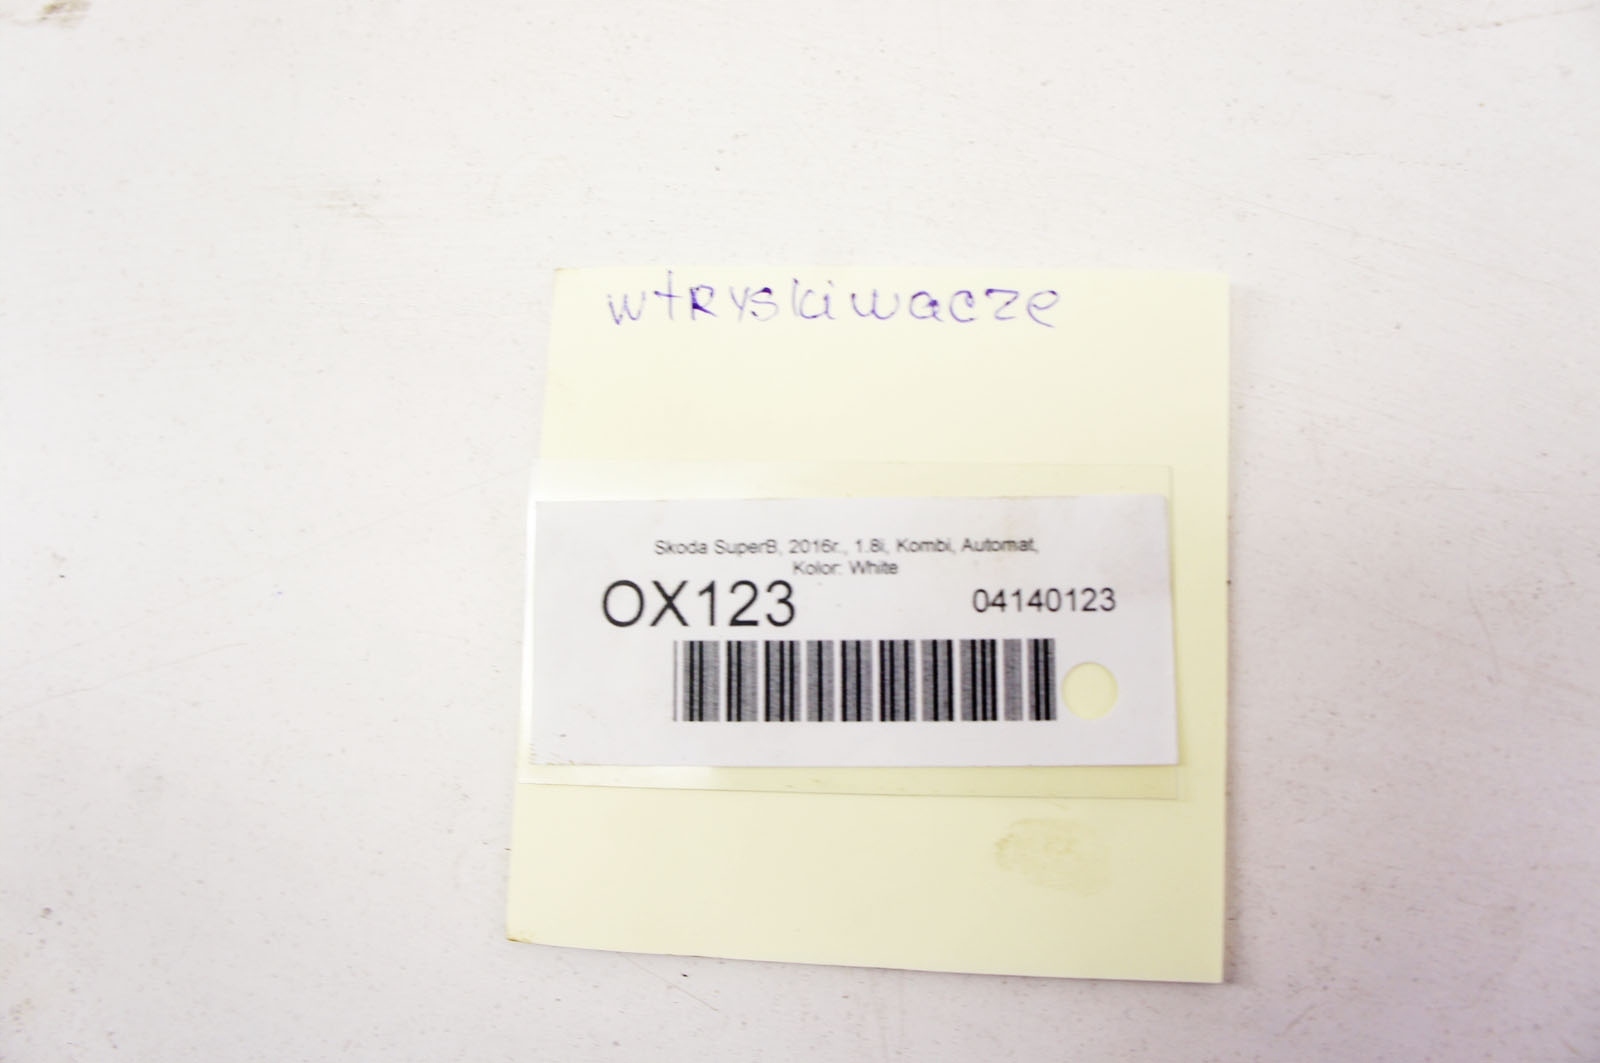 wtRyskiwacze
Skoda SuperB, 2016r., 1.8i, Kombi, Automat,
Kolor: White
OX123 04140123